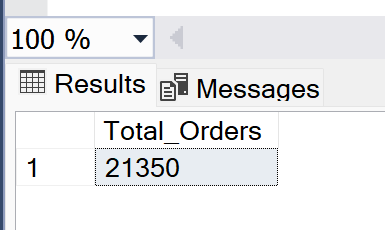 100 %
Results Messages
Total_Orders
1 21350